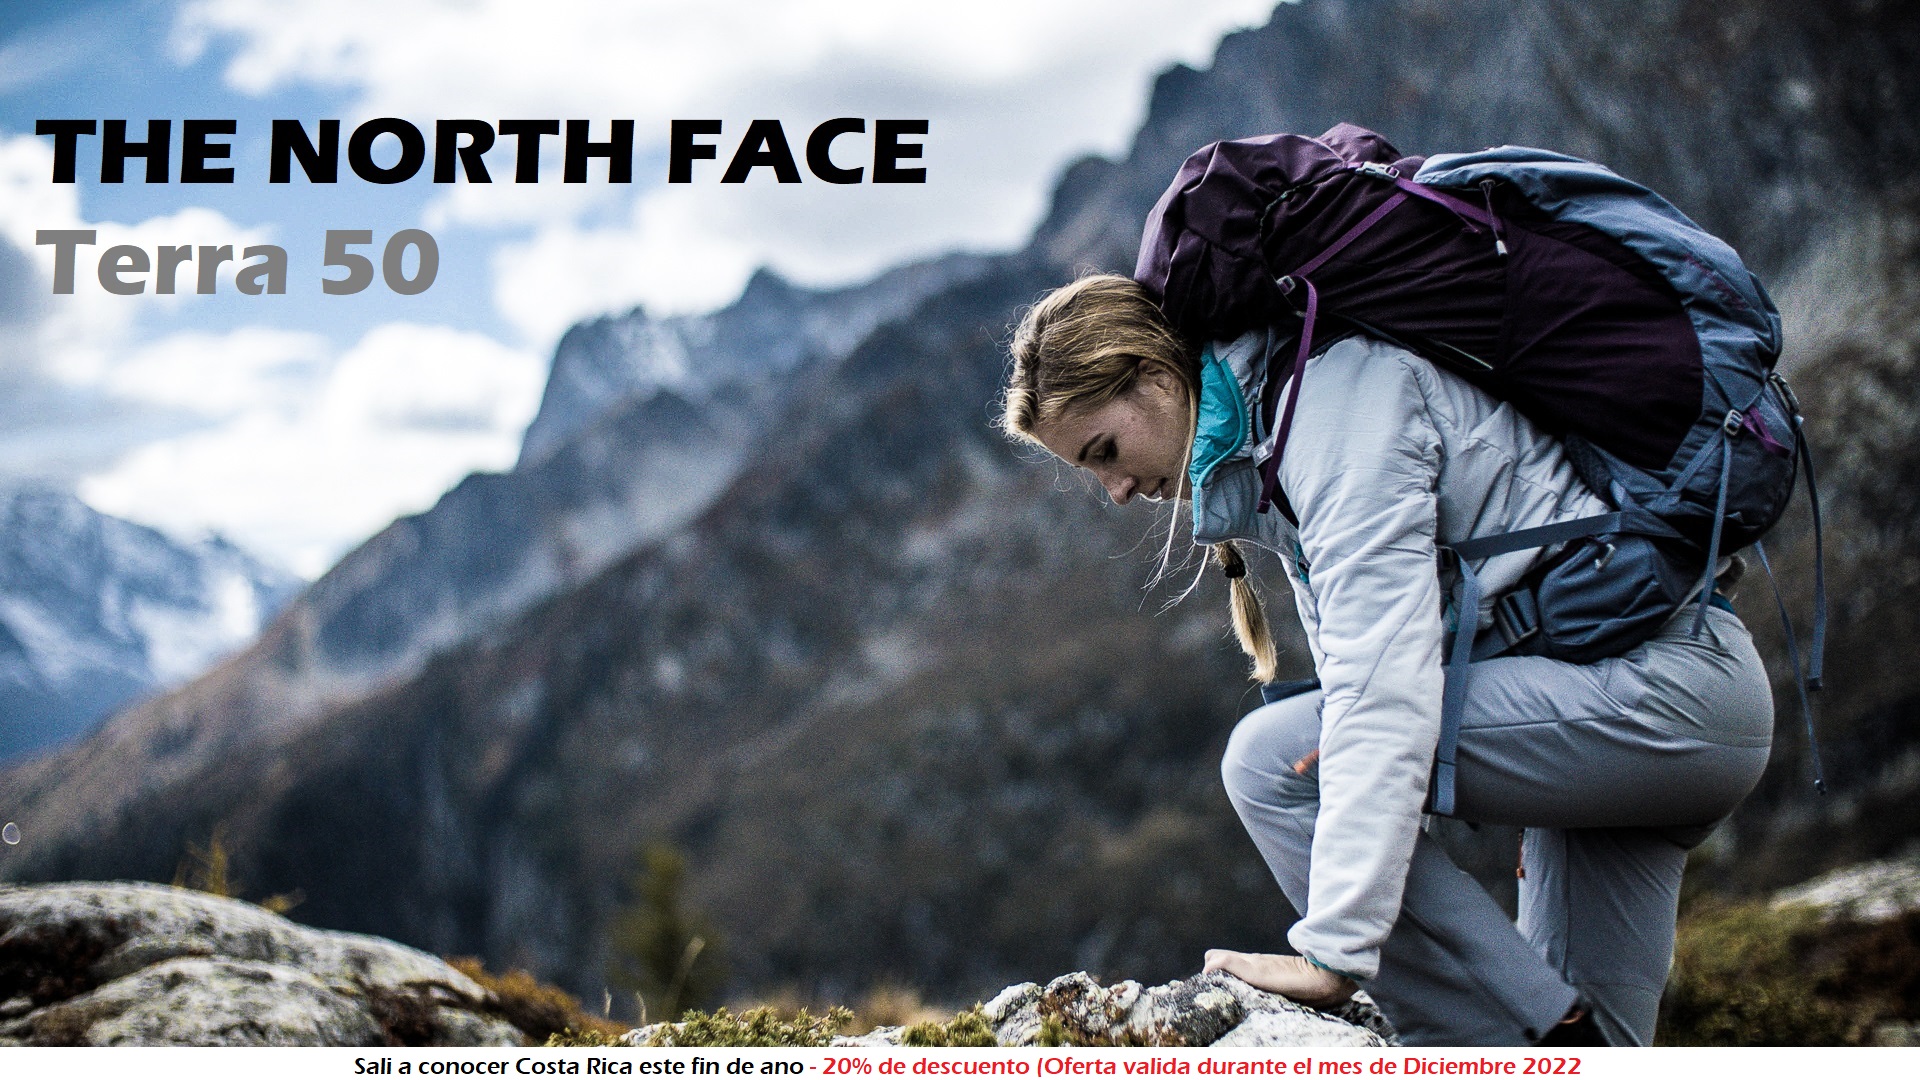 THE NORTH FACE
Terra 50
Sali a conocer Costa Rica este fin de ano - 20% de descuento (Oferta valida durante el mes de Diciembre 2022